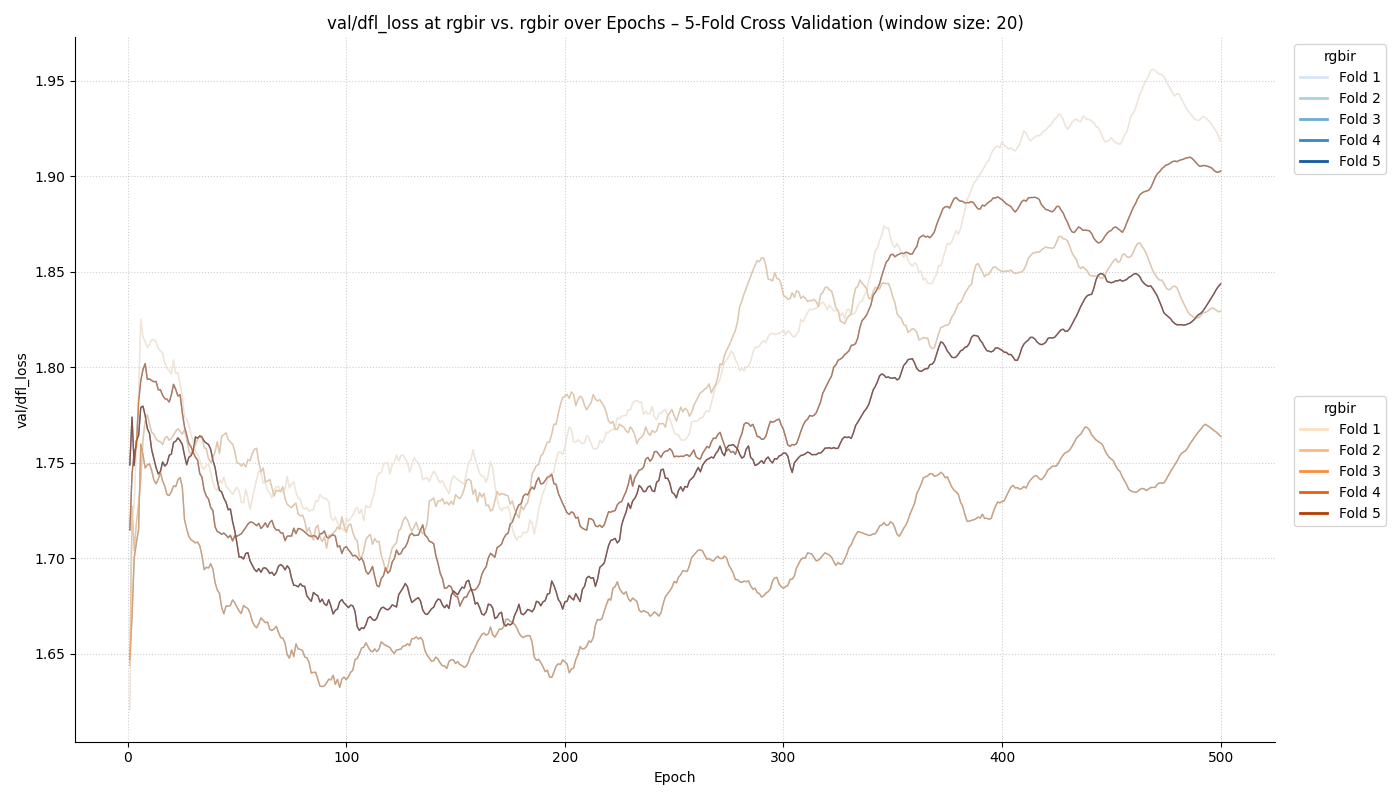 val/dfl_loss at rgbir vs. rgbir over Epochs – 5-Fold Cross Validation (window size: 20)
val/dfl_loss
1.95
1.90
1.85
1.80
1.75
1.70
1.65
0
100
200
300
400
500
Epoch
rgbir
Fold 1
Fold 2
Fold 3
Fold 4
Fold 5
rgbir
Fold 1
Fold 2
Fold 3
Fold 4
Fold 5